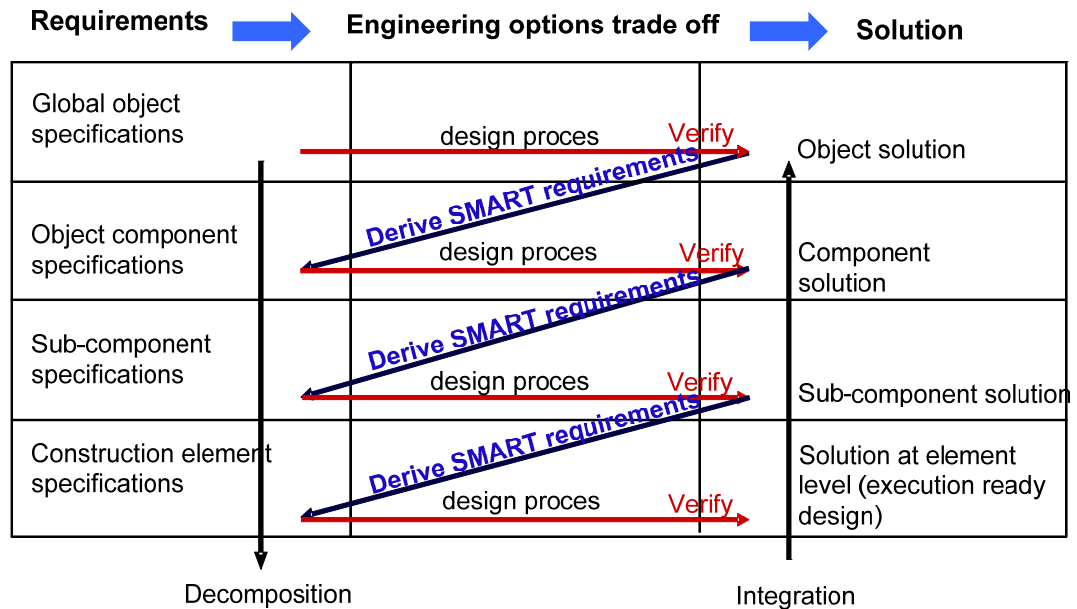 Requirements
Engineering options trade off
Solution
Global object
specifications
design proces
Verify
Object solution
Derive SMART requirements
Object component
specifications
design proces
Verify
Component
solution
Derive SMART requirements
Sub-component
specifications
design proces
Verify
Sub-component solution
Derive SMART requirements
Construction element
specifications
design proces
Verify
Solution at element
level (execution ready
design)
Decomposition
Integration